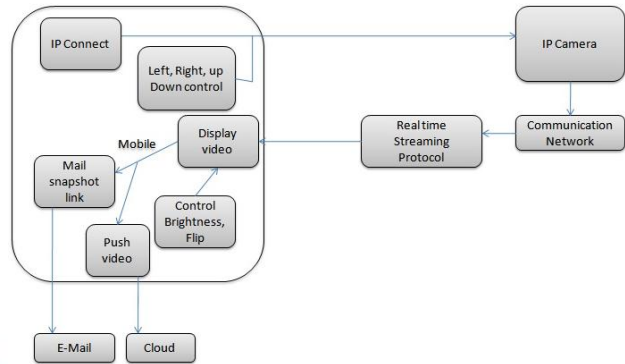 IP Connect
IP Camera
Left, Right, up
Down control
Mobile
Display
video
Real time
Streaming
Protocol
Communication
Network
Mail
snapshot
link
Control
Brightness,
Flip
Push
video
E-Mail
Cloud